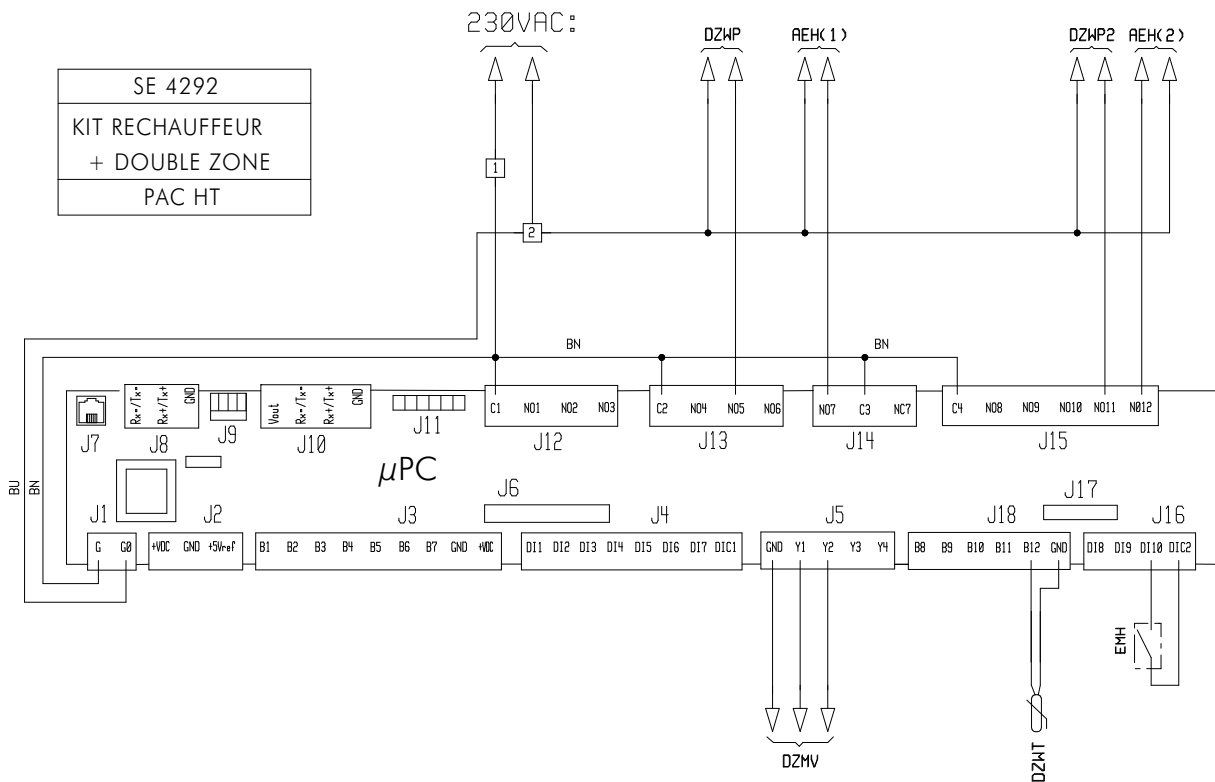 230VAC:
DZWP
AEH(1)
DZWP2
AEH(2)
SE 4292
KIT RECHAUFFEUR
+ DOUBLE ZONE
PAC HT
1
2
BN
BN
BU
BN
Rx-/Tx-
Rx+/Tx+
GND
Vout
Rx-/Tx-
Rx+/Tx+
GND
C1 NO1 NO2 NO3
C2 NO4 NO5 NO6
NO7 C3 NC7
C4 NO8 NO9 NO10 NO11 NO12
J7 J8 J9 J10 J11 J12 J13 J14 J15
µPC
J6 J17
J1 J2 J3 J4 J5 J18 J16
G G0
+VDC GND +5Vref
B1 B2 B3 B4 B5 B6 B7 GND +VDC
DI1 DI2 DI3 DI4 DI5 DI6 DI7 DIC1
GND Y1 Y2 Y3 Y4
B8 B9 B10 B11 B12 GND
DI8 DI9 DI10 DIC2
EMH
DZMV
DZWT